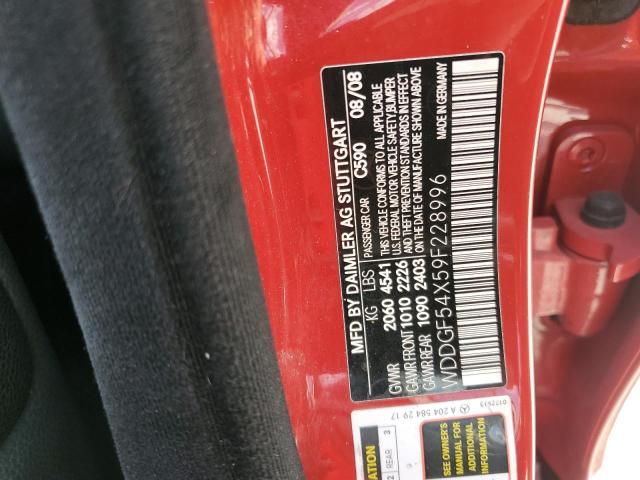 MFD BY DAIMLER AG STUTTGART
PASSENGER CAR C590 08/08
KG LBS
GVWR 2060 4541
GAWR FRONT 1010 2226
GAWR REAR 1090 2403
THIS VEHICLE CONFORMS TO ALL APPLICABLE
U.S. FEDERAL MOTOR VEHICLE SAFETY BUMPER
AND THEFT PREVENTION STANDARDS IN EFFECT
ON THE DATE OF MANUFACTURE SHOWN ABOVE
MADE IN GERMANY
WDDGF54X59F228996
A 204 584 29 17
SEE OWNER'S
MANUAL FOR
ADDITIONAL
INFORMATION
2 REAR 3